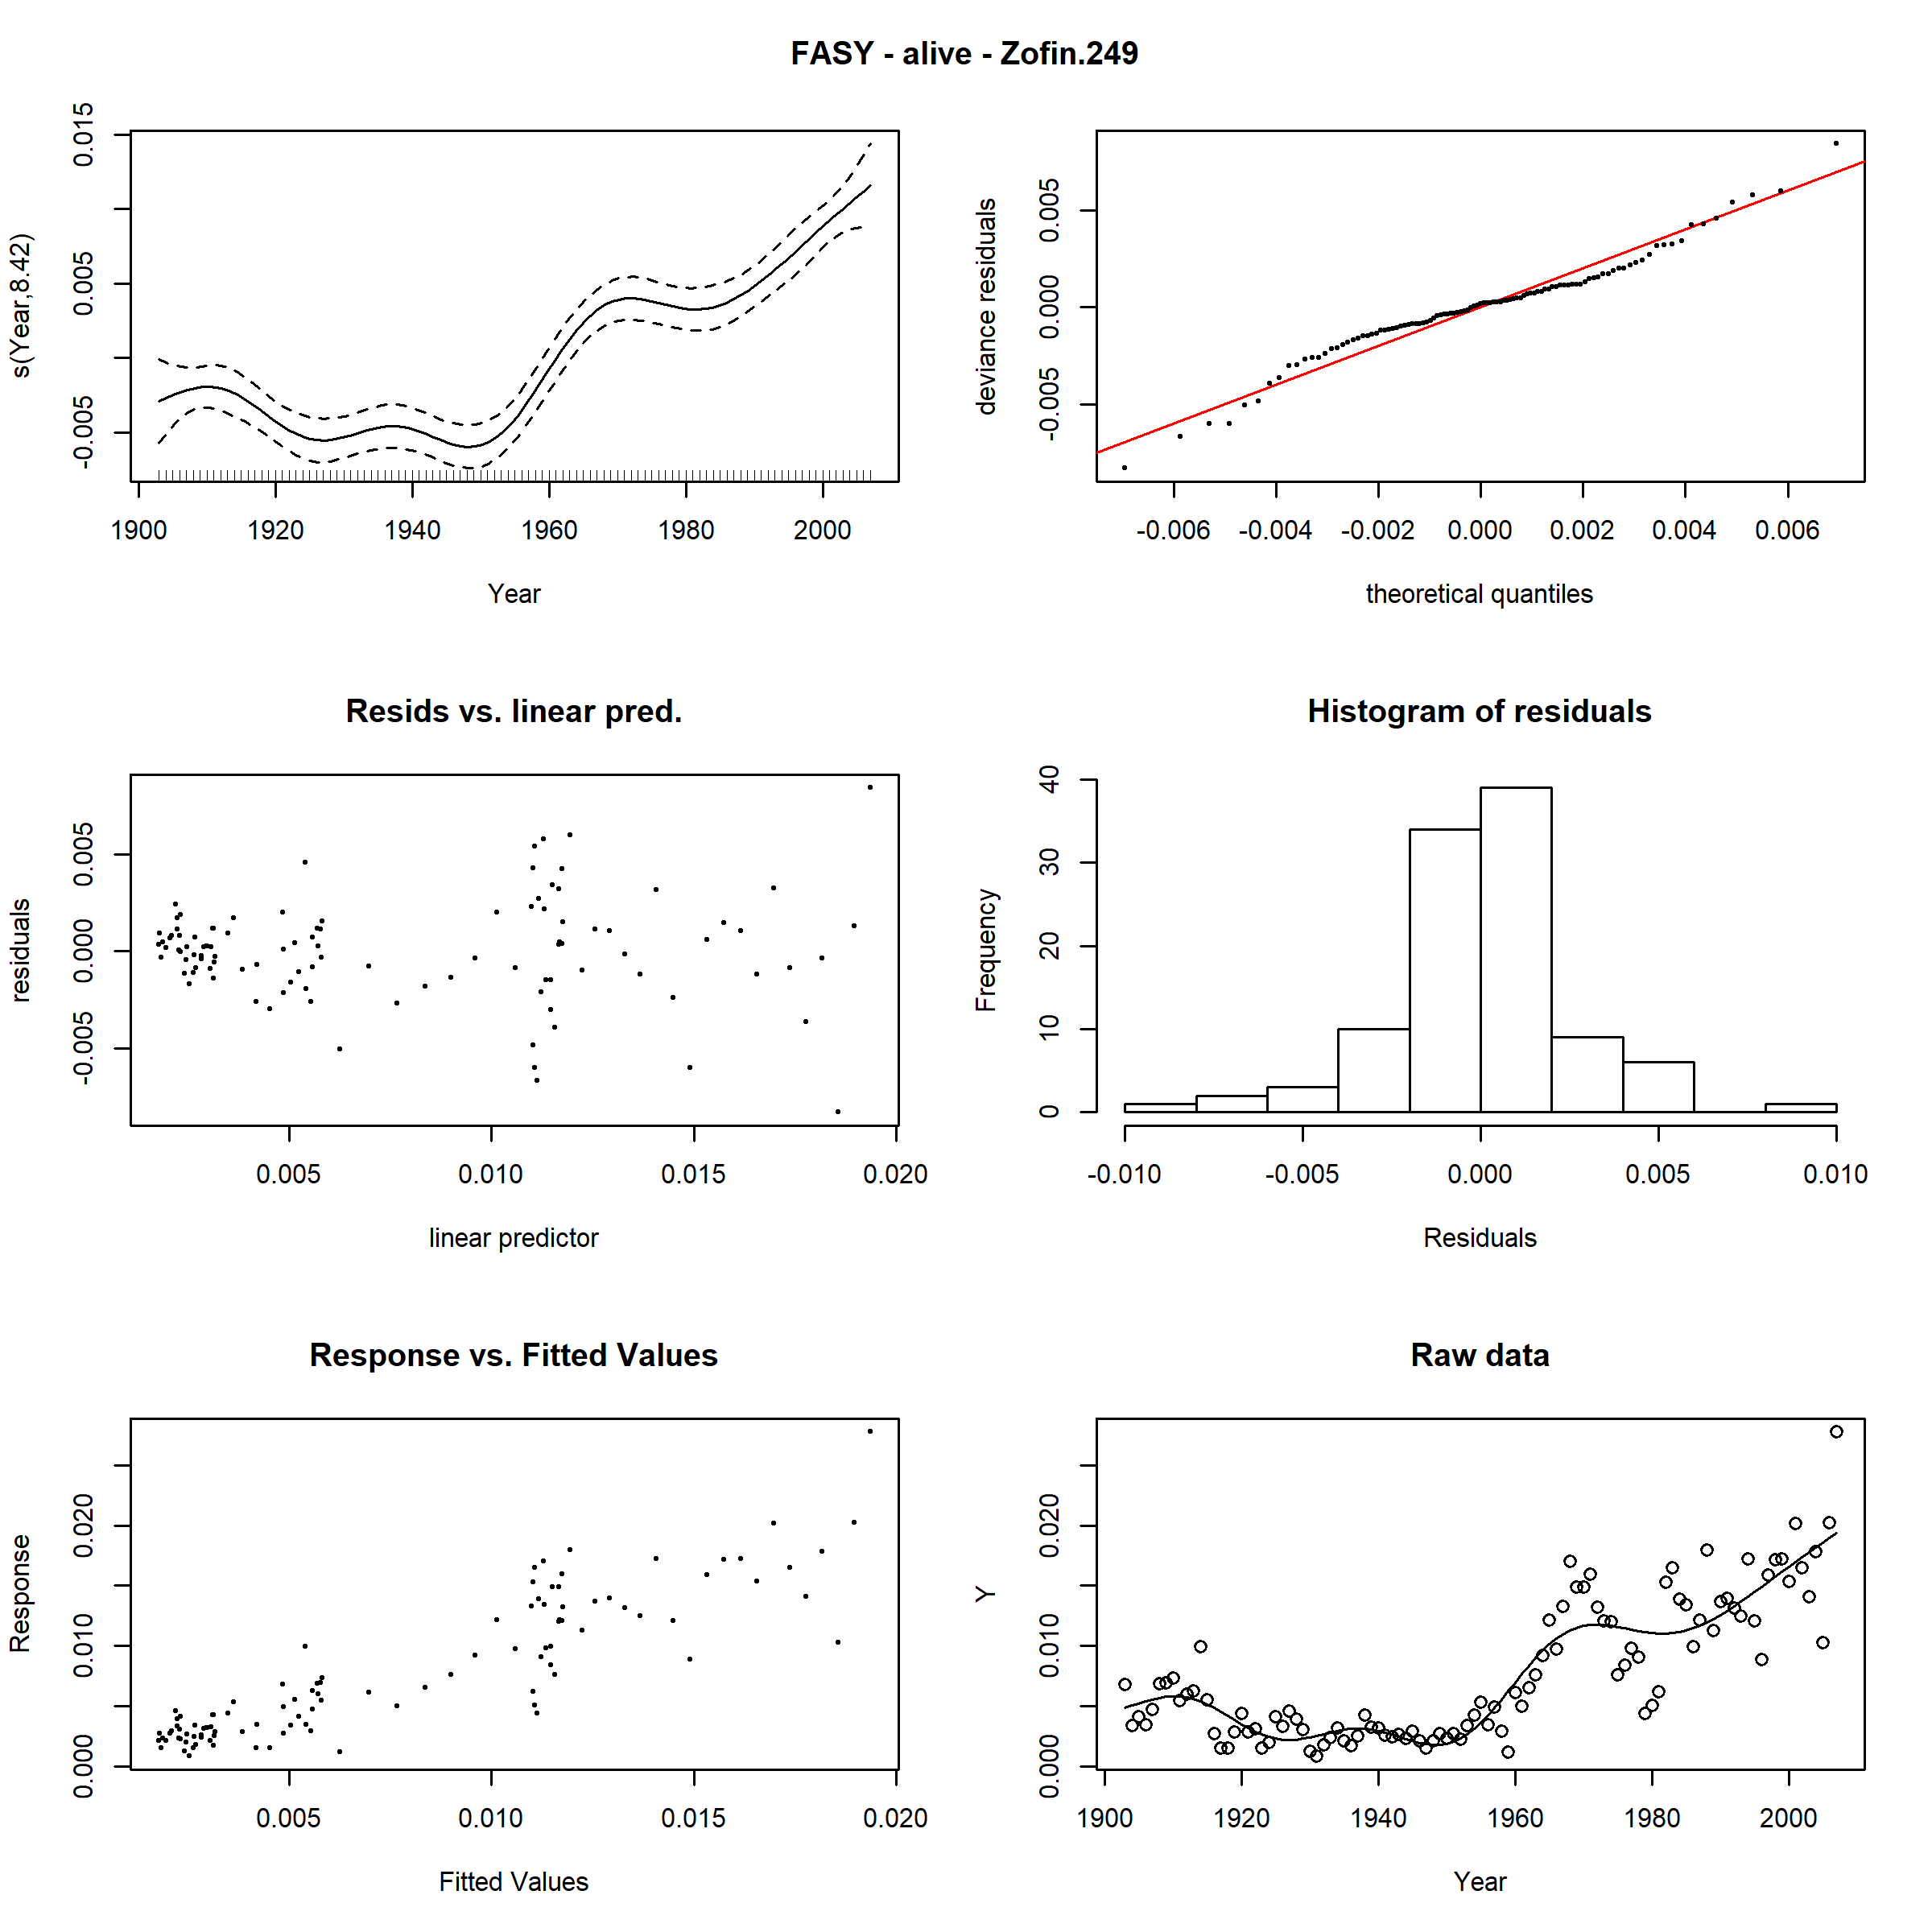 FASY - alive - Zofin.249
s(Year,8.42)
-0.005 0.005 0.015
1900 1920 1940 1960 1980 2000
Year
deviance residuals
-0.005 0.000 0.005
-0.006 -0.004 -0.002 0.000 0.002 0.004 0.006
theoretical quantiles
Resids vs. linear pred.
residuals
-0.005 0.000 0.005
0.005 0.010 0.015 0.020
linear predictor
Histogram of residuals
Frequency
0 10 20 30 40
-0.010 -0.005 0.000 0.005 0.010
Residuals
Response vs. Fitted Values
Response
0.000 0.010 0.020
0.005 0.010 0.015 0.020
Fitted Values
Raw data
Y
0.000 0.010 0.020
1900 1920 1940 1960 1980 2000
Year